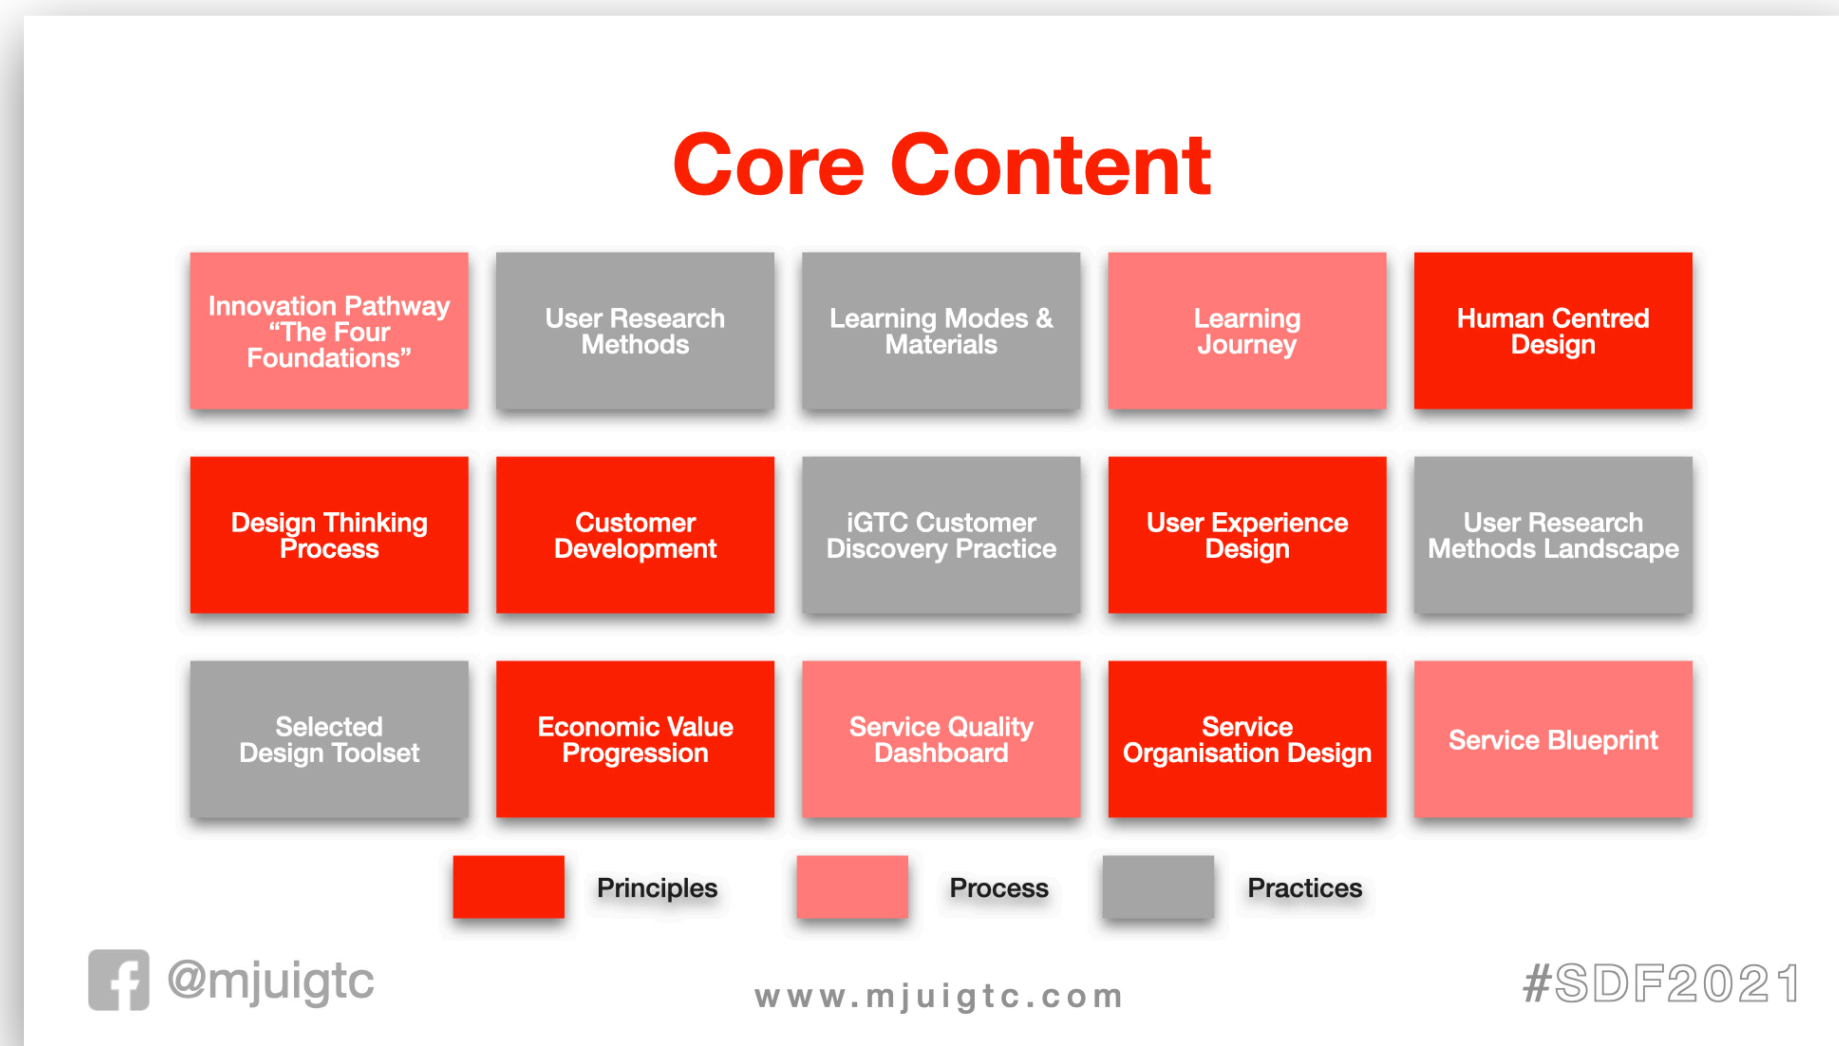 Core Content
Innovation Pathway
“The Four
Foundations”
User Research
Methods
Learning Modes &
Materials
Learning
Journey
Human Centred
Design
Design Thinking
Process
Customer
Development
iGTC Customer
Discovery Practice
User Experience
Design
User Research
Methods Landscape
Selected
Design Toolset
Economic Value
Progression
Service Quality
Dashboard
Service
Organisation Design
Service Blueprint
Principles
Process
Practices
@mjuigtc
www.mjuigtc.com
#SDF2021